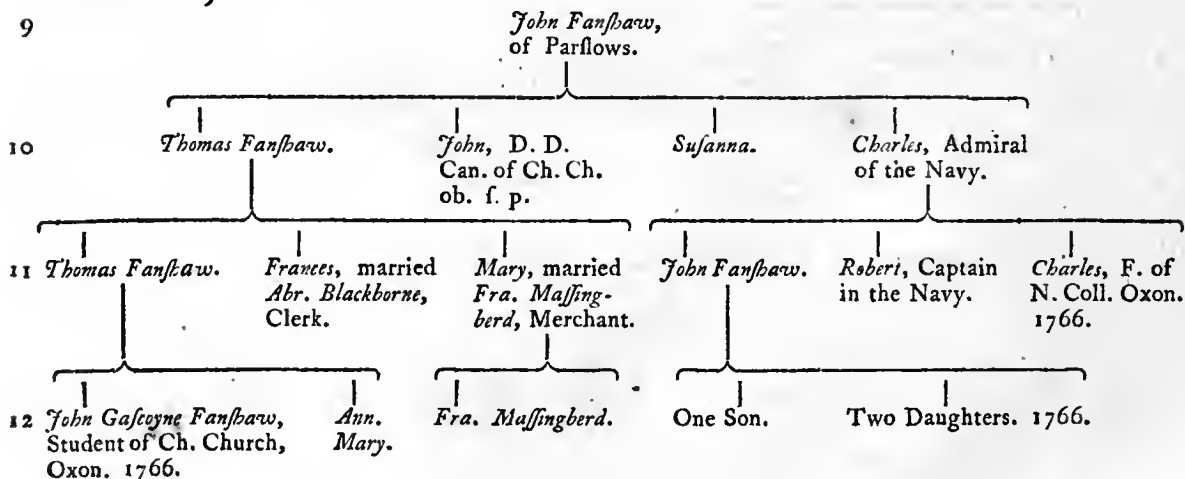 9
John Fanſhaw,
of Parſlows.
10
Thomas Fanſhaw.
John, D. D.
Can. of Ch. Ch.
ob. ſ. p.
Suſanna.
Charles, Admiral
of the Navy.
11
Thomas Fanſhaw.
Frances, married
Abr. Blackborne,
Clerk.
Mary, married
Fra. Maſſing-
berd, Merchant.
John Fanſhaw.
Robert, Captain
in the Navy.
Charles, F. of
N. Coll. Oxon.
1766.
12
John Gaſcoyne Fanſhaw,
Student of Ch. Church,
Oxon. 1766.
Ann.
Mary.
Fra. Maſſingberd.
One Son.
Two Daughters. 1766.